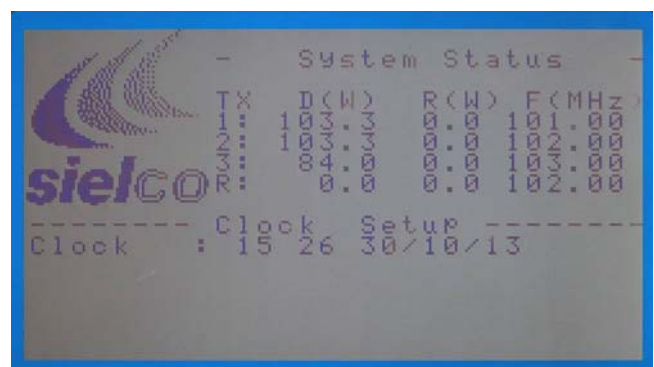 - System Status -
TX D(W) R(W) F(MHz)
1: 103.3 0.0 101.00
2: 103.3 0.0 102.00
3: 84.0 0.0 103.00
R: 0.0 0.0 102.00
sielco
-------- Clock Setup --------
Clock : 15 26 30/10/13